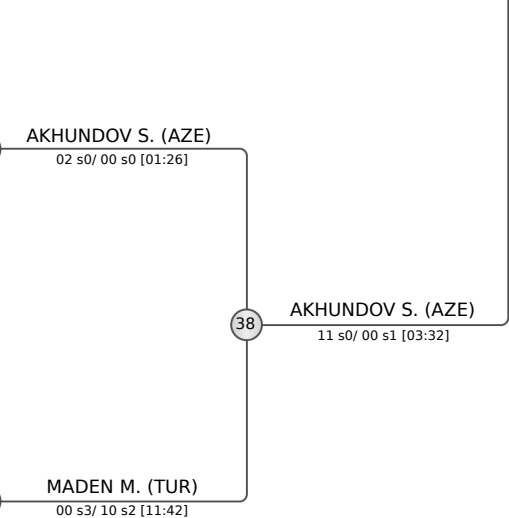 AKHUNDOV S. (AZE)
02 s0/ 00 s0 [01:26]
38
AKHUNDOV S. (AZE)
11 s0/ 00 s1 [03:32]
MADEN M. (TUR)
00 s3/ 10 s2 [11:42]